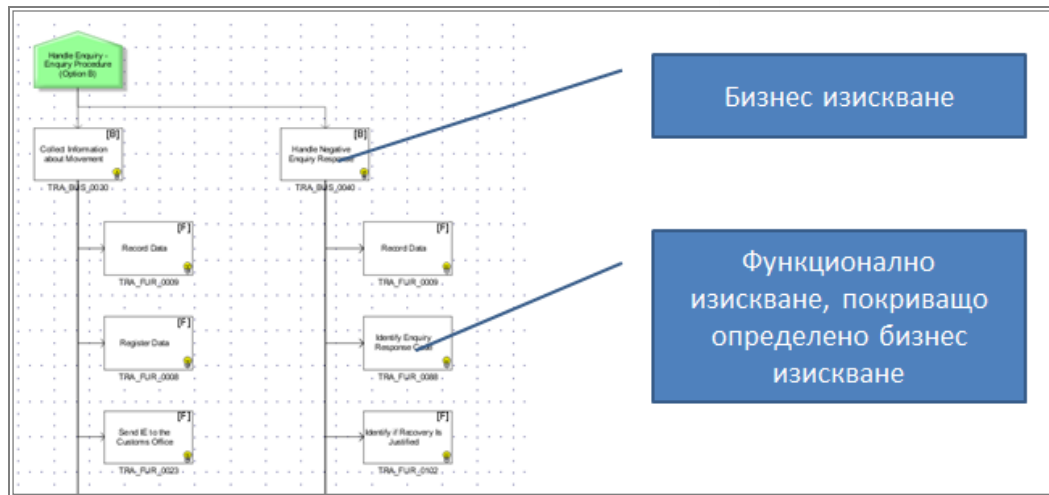 Handle Enquiry -
Enquiry Procedure
(Option B)
[B]
Collect Information
about Movement
TRA_BUS_0030
[B]
Handle Negative
Enquiry Response
TRA_BUS_0040
[F]
Record Data
TRA_FUR_0009
[F]
Record Data
TRA_FUR_0009
[F]
Register Data
TRA_FUR_0008
[F]
Identify Enquiry
Response Code
TRA_FUR_0088
[F]
Send IE to the
Customs Office
TRA_FUR_0023
[F]
Identify if Recovery Is
Justified
TRA_FUR_0102
Бизнес изискване
Функционално
изискване, покриващо
определено бизнес
изискване